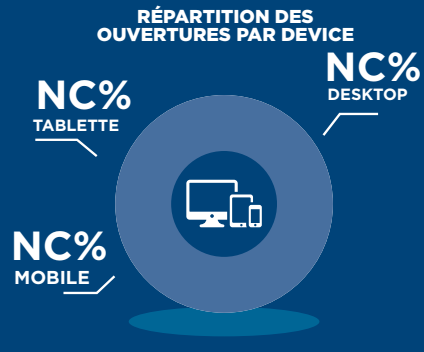 RÉPARTITION DES
OUVERTURES PAR DEVICE
NC%
DESKTOP
NC%
TABLETTE
NC%
MOBILE